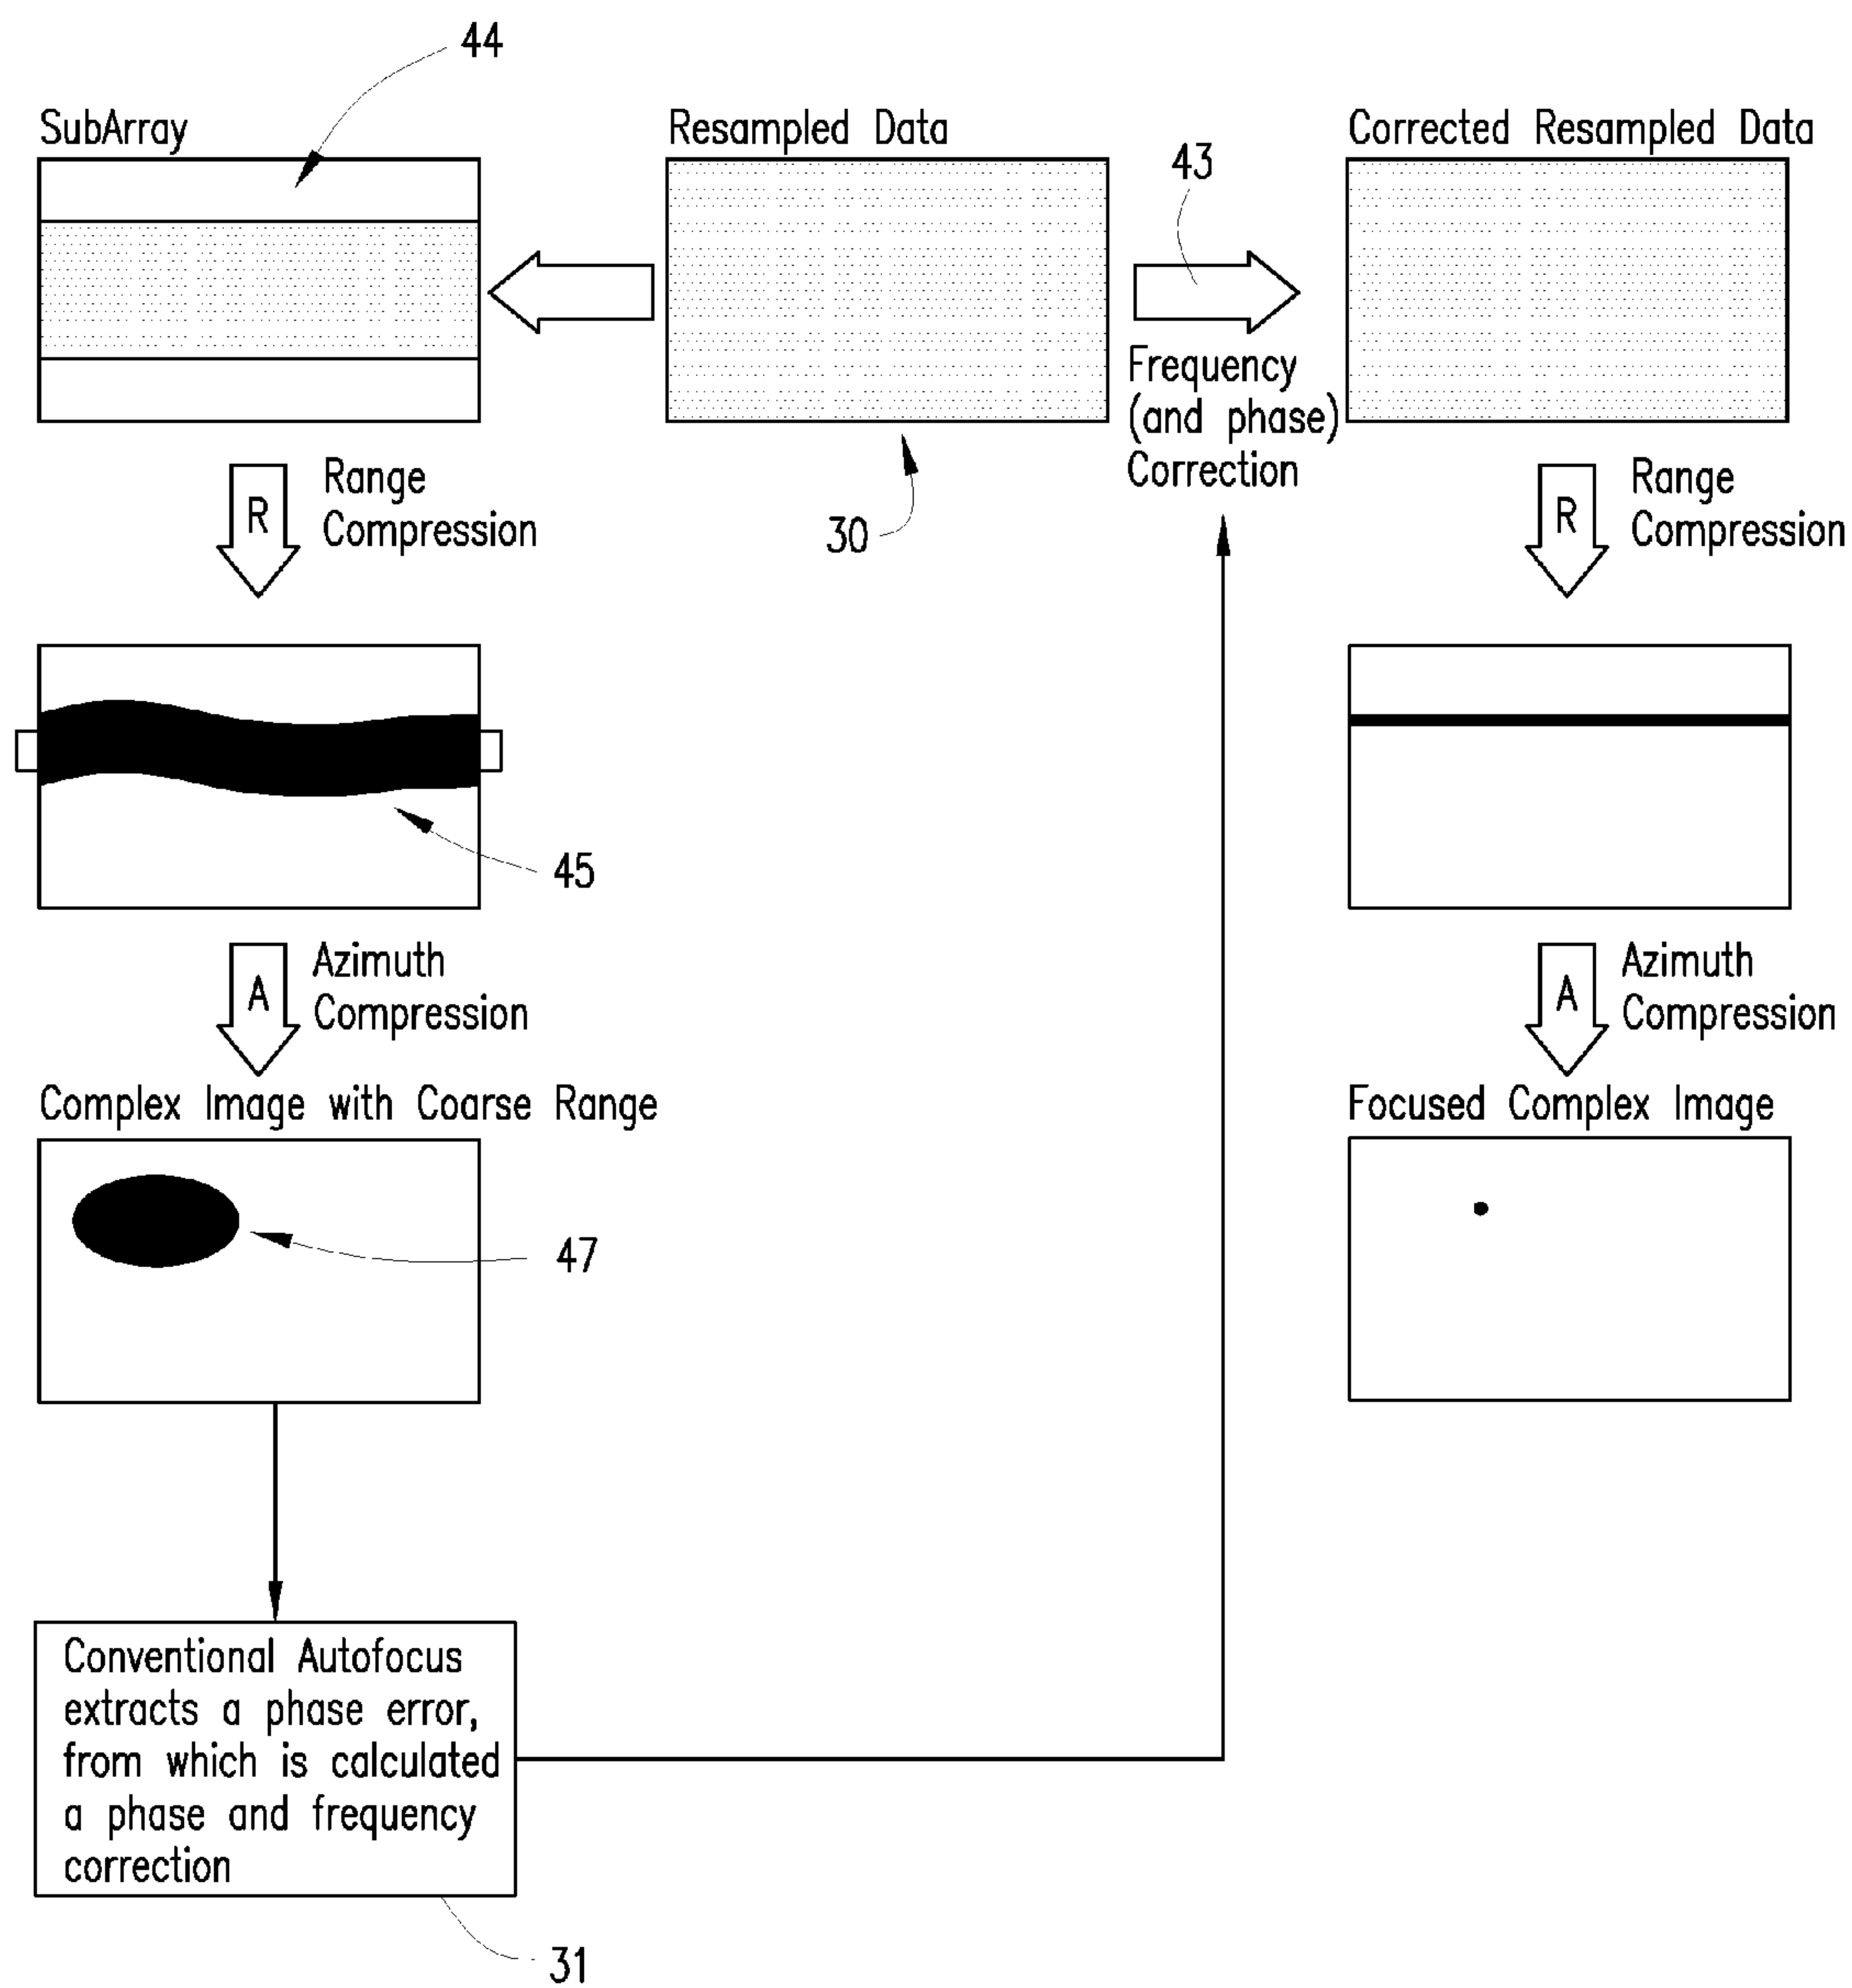 44
SubArray
Resampled Data
43
Corrected Resampled Data
Frequency
(and phase)
Correction
30
R
Range
Compression
R
Range
Compression
45
A
Azimuth
Compression
A
Azimuth
Compression
Complex Image with Coarse Range
Focused Complex Image
47
Conventional Autofocus
extracts a phase error,
from which is calculated
a phase and frequency
correction
31